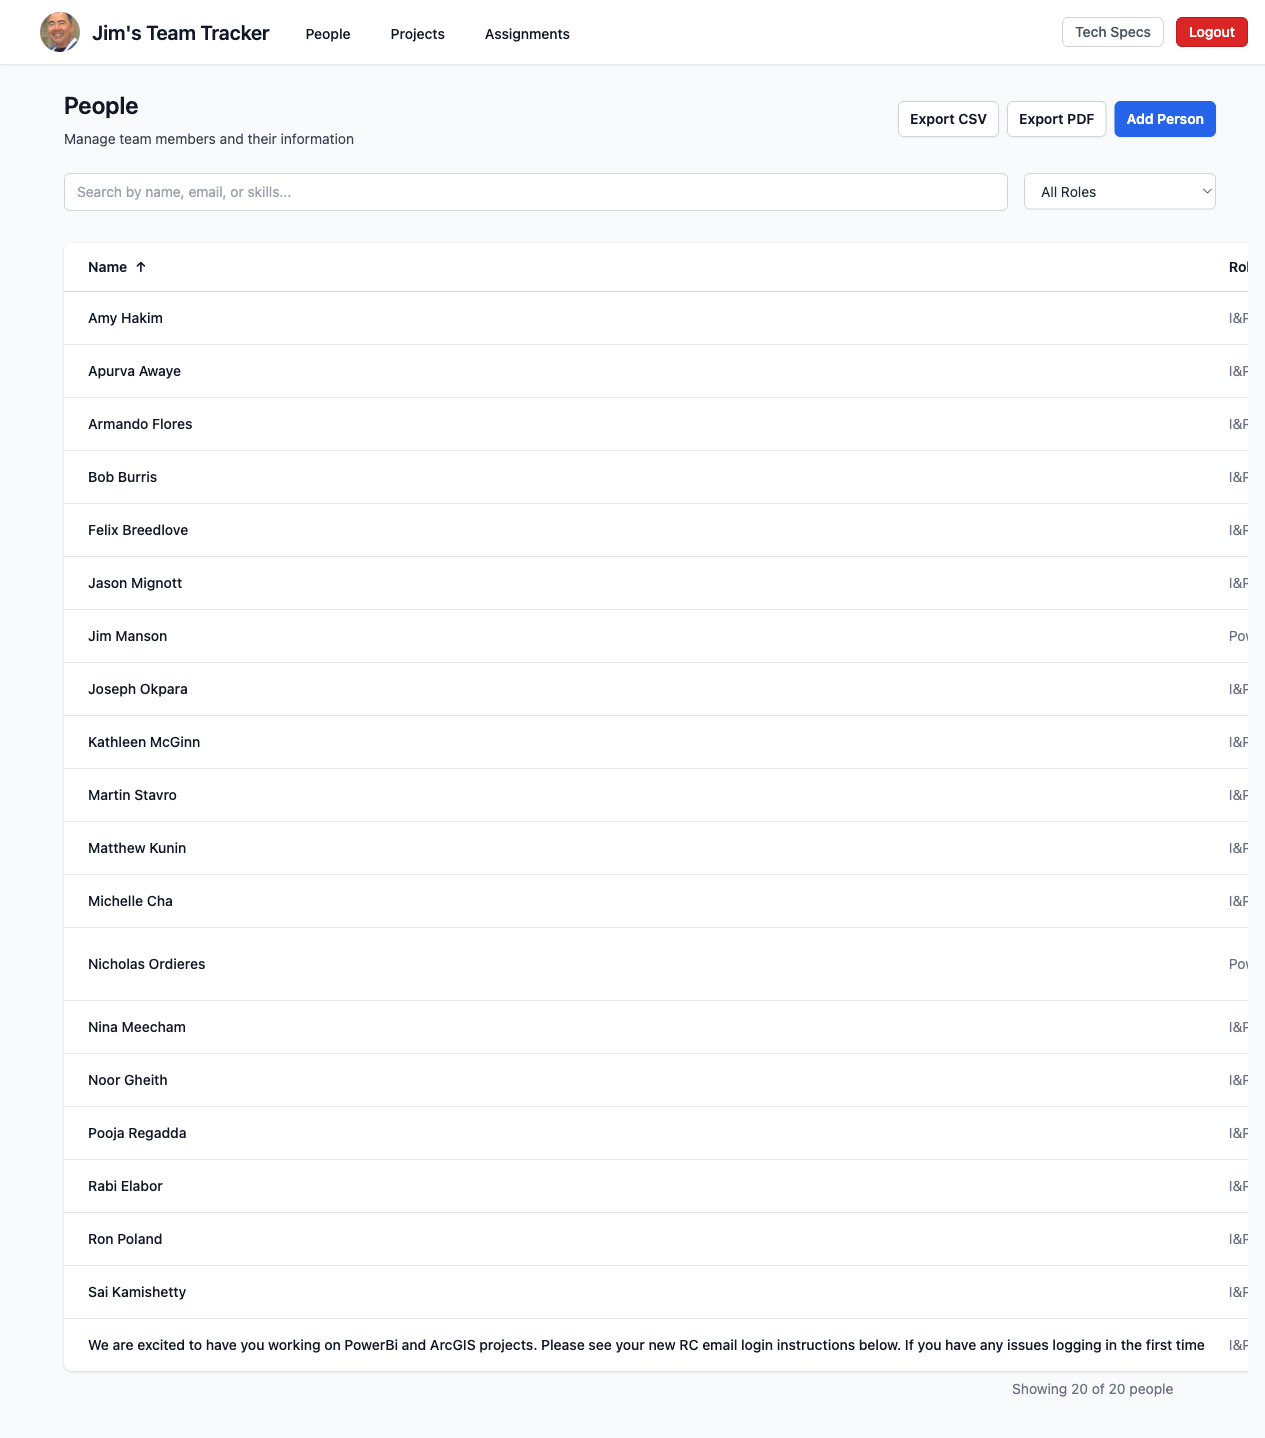 Jim's Team Tracker People Projects Assignments Tech Specs Logout
People
Manage team members and their information
Export CSV Export PDF Add Person
Search by name, email, or skills... All Roles
Name ↑
Amy Hakim I&
Apurva Awaye I&
Armando Flores I&
Bob Burris I&
Felix Breedlove I&
Jason Mignott I&
Jim Manson Po
Joseph Okpara I&
Kathleen McGinn I&
Martin Stavro I&
Matthew Kunin I&
Michelle Cha I&
Nicholas Ordieres Po
Nina Meecham I&
Noor Gheith I&
Pooja Regadda I&
Rabi Elabor I&
Ron Poland I&
Sai Kamishetty I&
We are excited to have you working on PowerBi and ArcGIS projects. Please see your new RC email login instructions below. If you have any issues logging in the first time I&
Showing 20 of 20 people